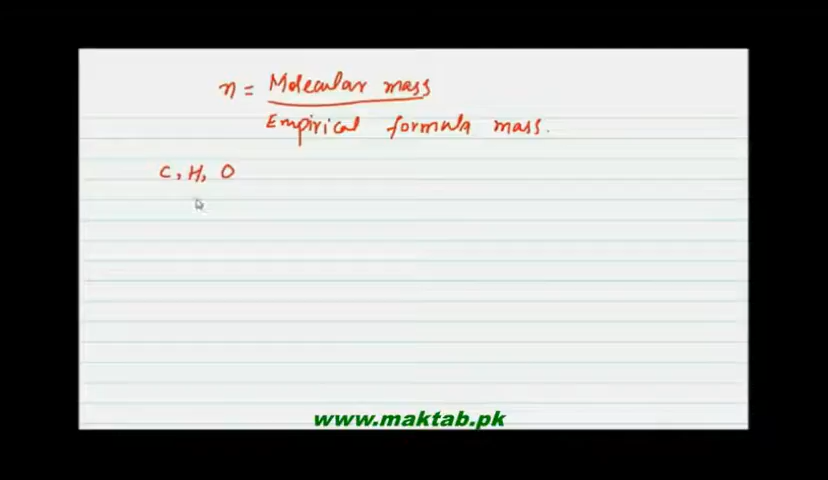 n = Molecular mass
Empirical formula mass.
C, H, O
www.maktab.pk